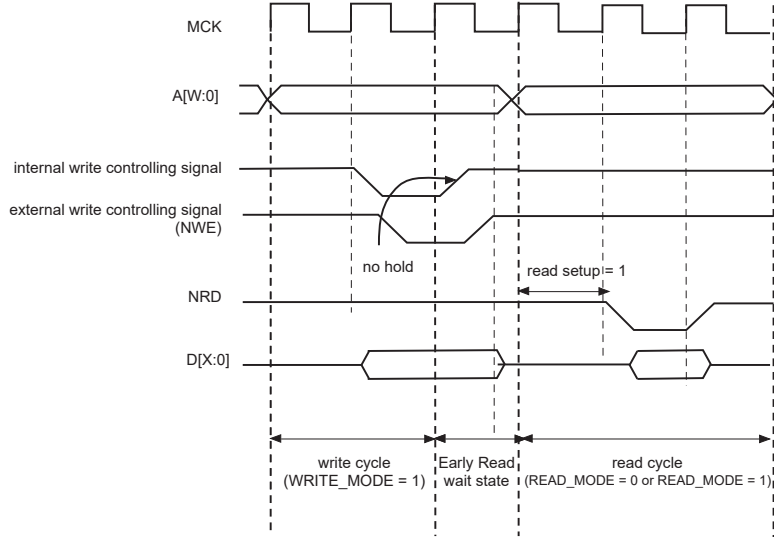 MCK
A[W:0]
internal write controlling signal
external write controlling signal
(NWE)
no hold
read setup = 1
NRD
D[X:0]
write cycle
(WRITE_MODE = 1)
Early Read
wait state
read cycle
(READ_MODE = 0 or READ_MODE = 1)